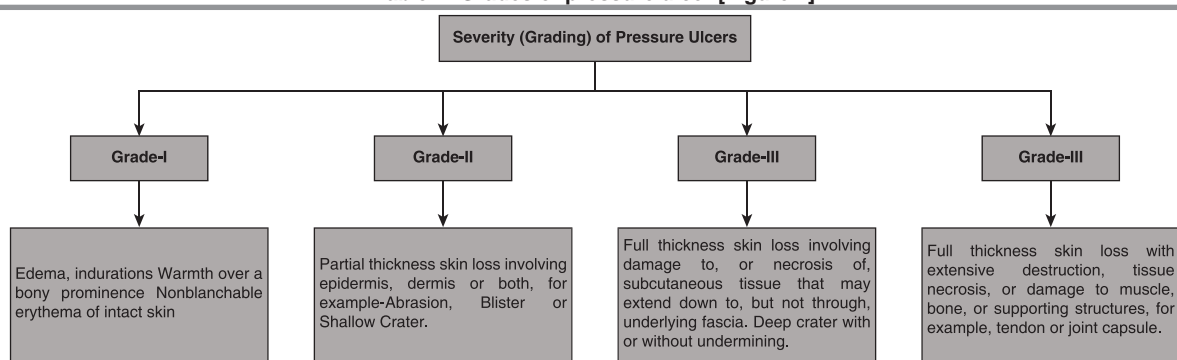 Severity (Grading) of Pressure Ulcers
Grade-I
Grade-II
Grade-III
Grade-III
Edema, indurations Warmth over a
bony prominence Nonblanchable
erythema of intact skin
Partial thickness skin loss involving
epidermis, dermis or both, for
example-Abrasion, Blister or
Shallow Crater.
Full thickness skin loss involving
damage to, or necrosis of,
subcutaneous tissue that may
extend down to, but not through,
underlying fascia. Deep crater with
or without undermining.
Full thickness skin loss with
extensive destruction, tissue
necrosis, or damage to muscle,
bone, or supporting structures, for
example, tendon or joint capsule.